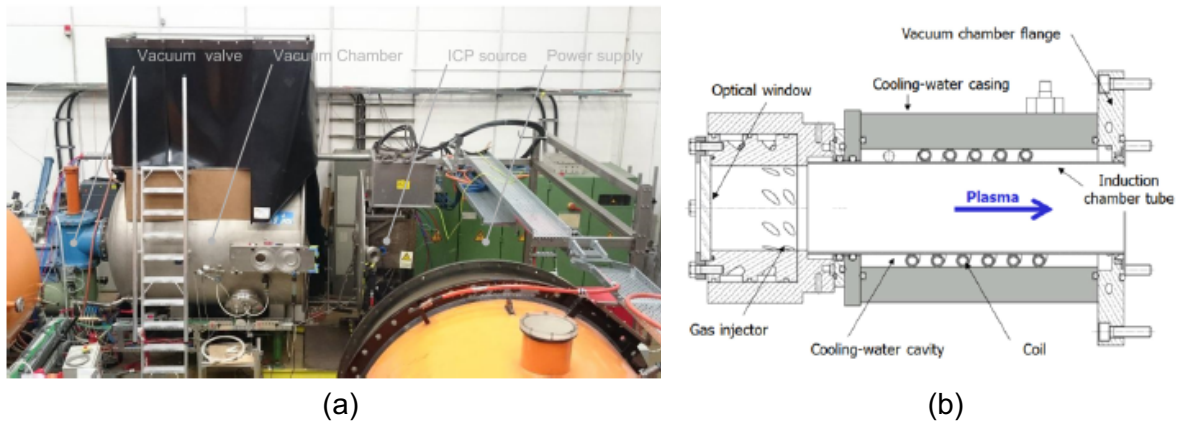 Vacuum valve
Vacuum Chamber
ICP source
Power supply
(a)
Vacuum chamber flange
Cooling-water casing
Optical window
Induction
chamber tube
Plasma
Gas injector
Cooling-water cavity
Coil
(b)